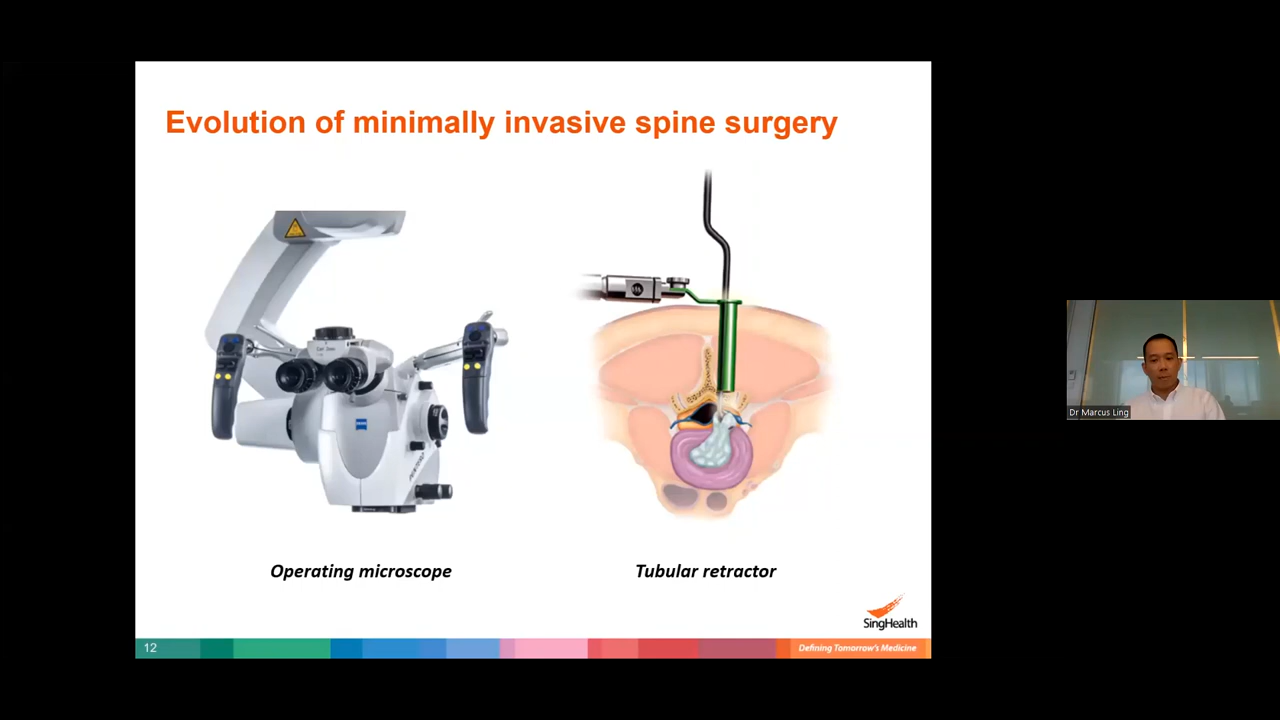 Evolution of minimally invasive spine surgery
Operating microscope
Tubular retractor
SingHealth
12
Defining Tomorrow's Medicine
Dr Marcus Ling